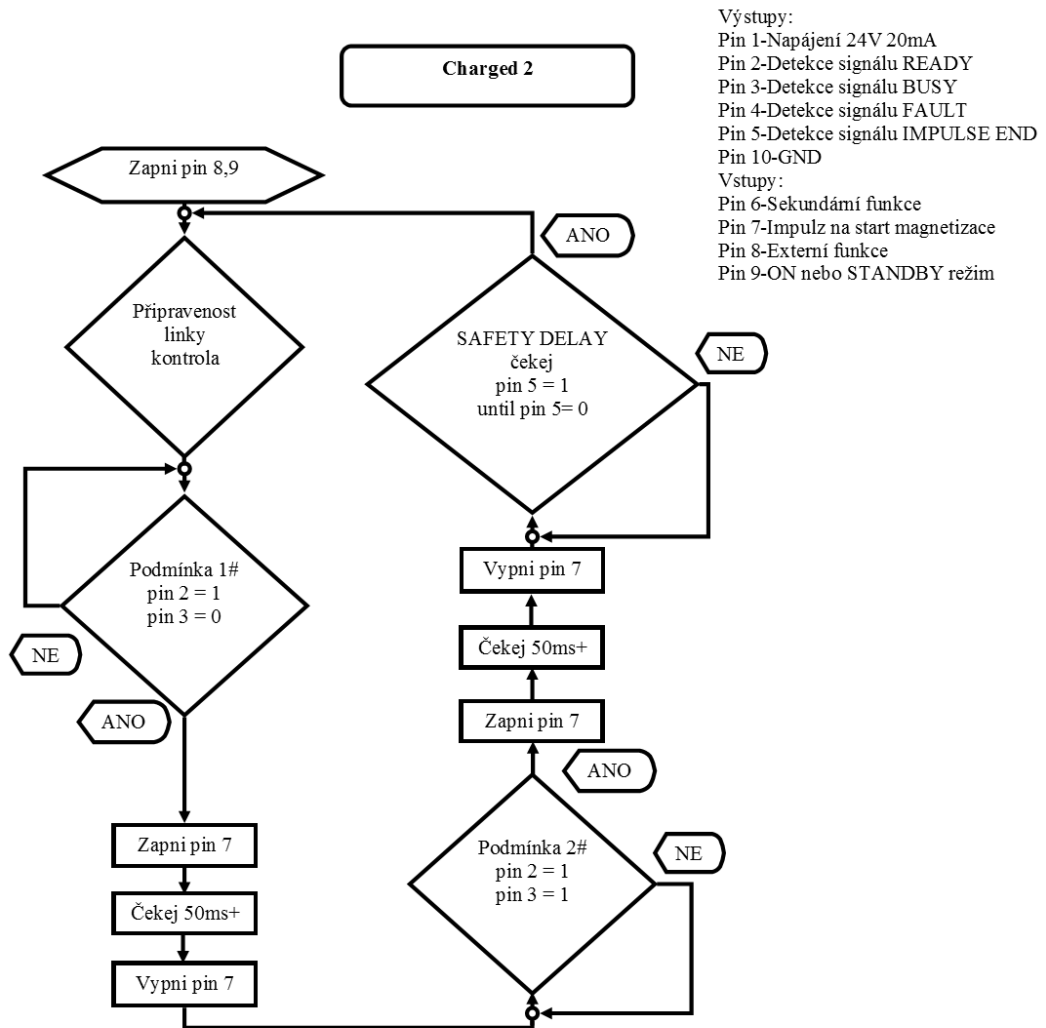 Charged 2
Výstupy:
Pin 1-Napájení 24V 20mA
Pin 2-Detekce signálu READY
Pin 3-Detekce signálu BUSY
Pin 4-Detekce signálu FAULT
Pin 5-Detekce signálu IMPULSE END
Pin 10-GND
Vstupy:
Pin 6-Sekundární funkce
Pin 7-Impulz na start magnetizace
Pin 8-Externí funkce
Pin 9-ON nebo STANDBY režim
Zapni pin 8,9
Připravenost
linky
kontrola
Podmínka 1#
pin 2 = 1
pin 3 = 0
NE
ANO
Zapni pin 7
Čekej 50ms+
Vypni pin 7
Podmínka 2#
pin 2 = 1
pin 3 = 1
NE
ANO
Zapni pin 7
Čekej 50ms+
Vypni pin 7
SAFETY DELAY
čekej
pin 5 = 1
until pin 5= 0
NE
ANO